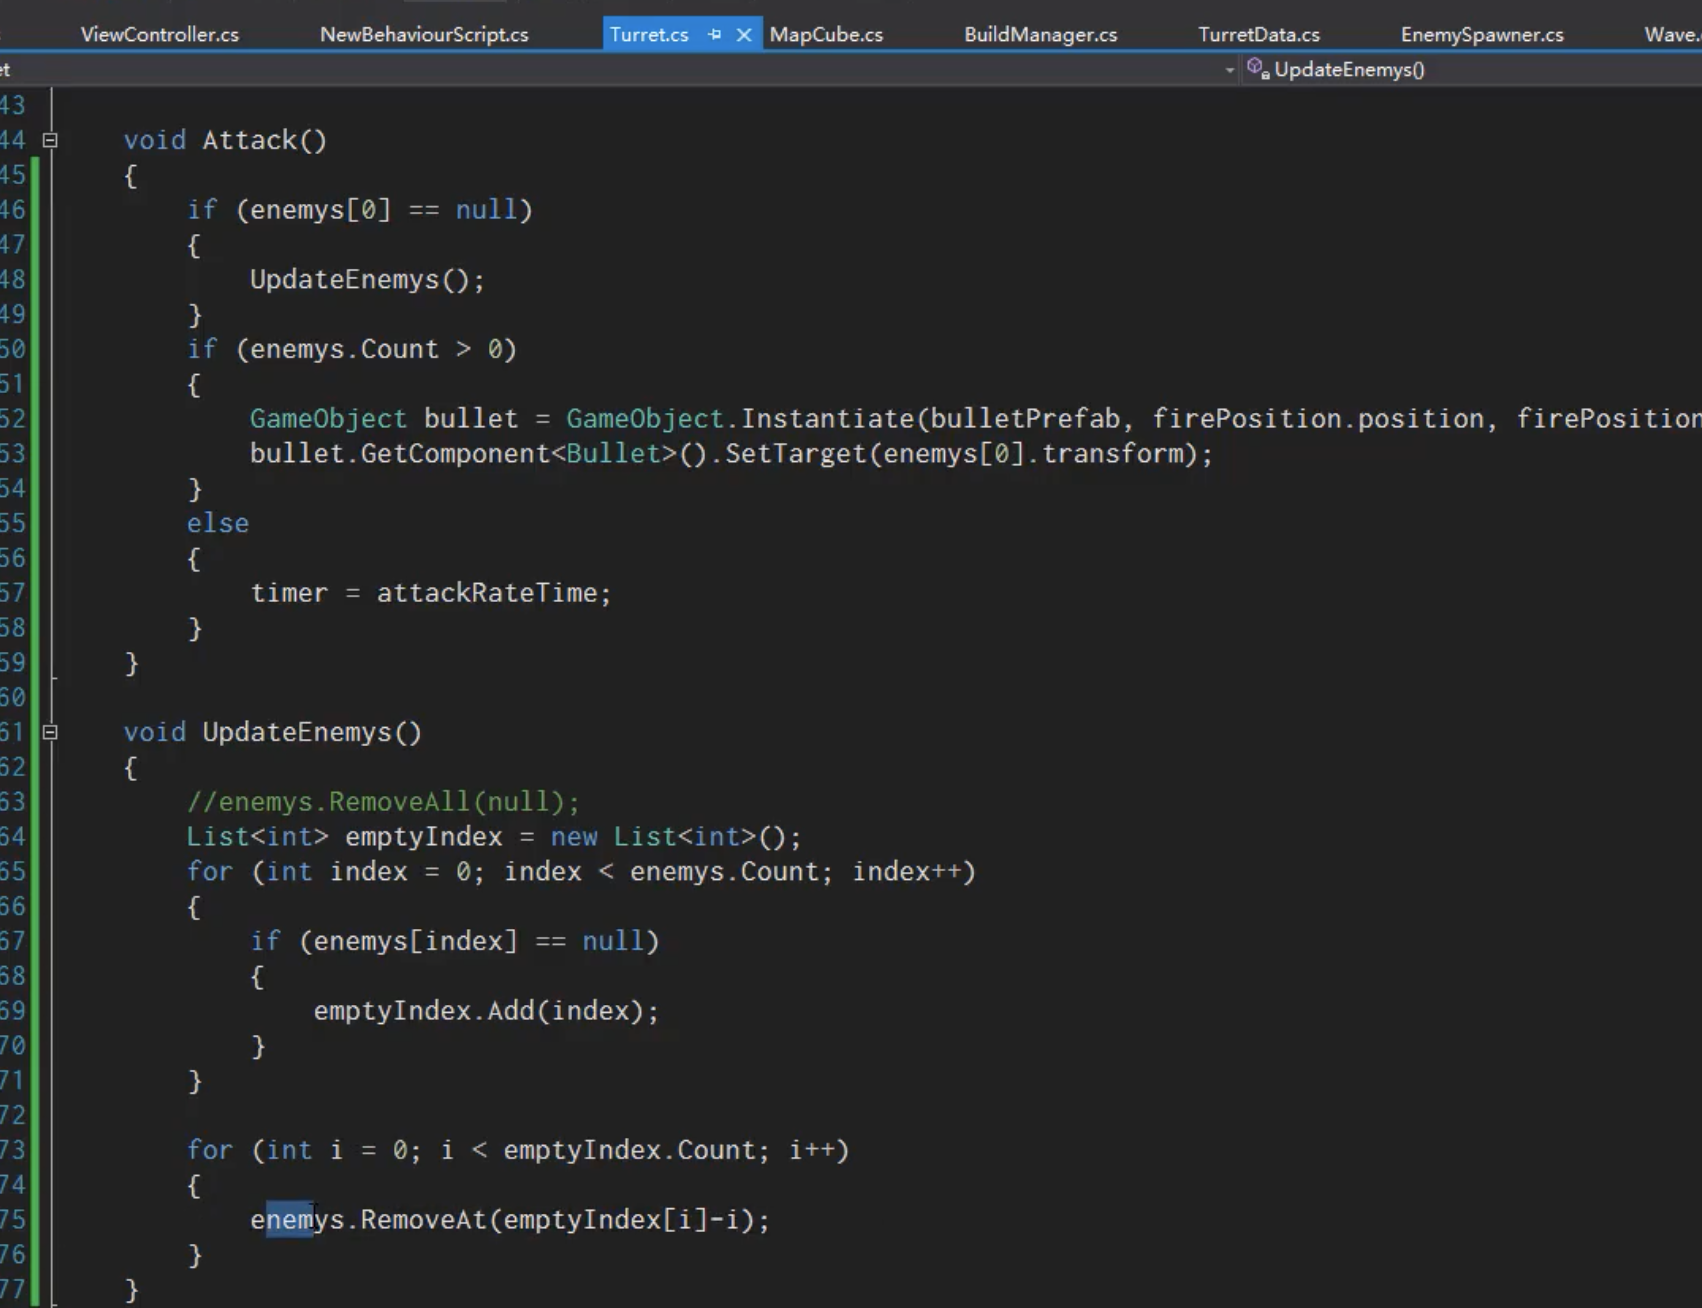 ViewController.cs NewBehaviourScript.cs Turret.cs MapCube.cs BuildManager.cs TurretData.cs EnemySpawner.cs Wave.
et UpdateEnemys()
43
44 void Attack()
45 {
46 if (enemys[0] == null)
47 {
48 UpdateEnemys();
49 }
50 if (enemys.Count > 0)
51 {
52 GameObject bullet = GameObject.Instantiate(bulletPrefab, firePosition.position, firePosition
53 bullet.GetComponent<Bullet>().SetTarget(enemys[0].transform);
54 }
55 else
56 {
57 timer = attackRateTime;
58 }
59 }
60
61 void UpdateEnemys()
62 {
63 //enemys.RemoveAll(null);
64 List<int> emptyIndex = new List<int>();
65 for (int index = 0; index < enemys.Count; index++)
66 {
67 if (enemys[index] == null)
68 {
69 emptyIndex.Add(index);
70 }
71 }
72
73 for (int i = 0; i < emptyIndex.Count; i++)
74 {
75 enemys.RemoveAt(emptyIndex[i]-i);
76 }
77 }